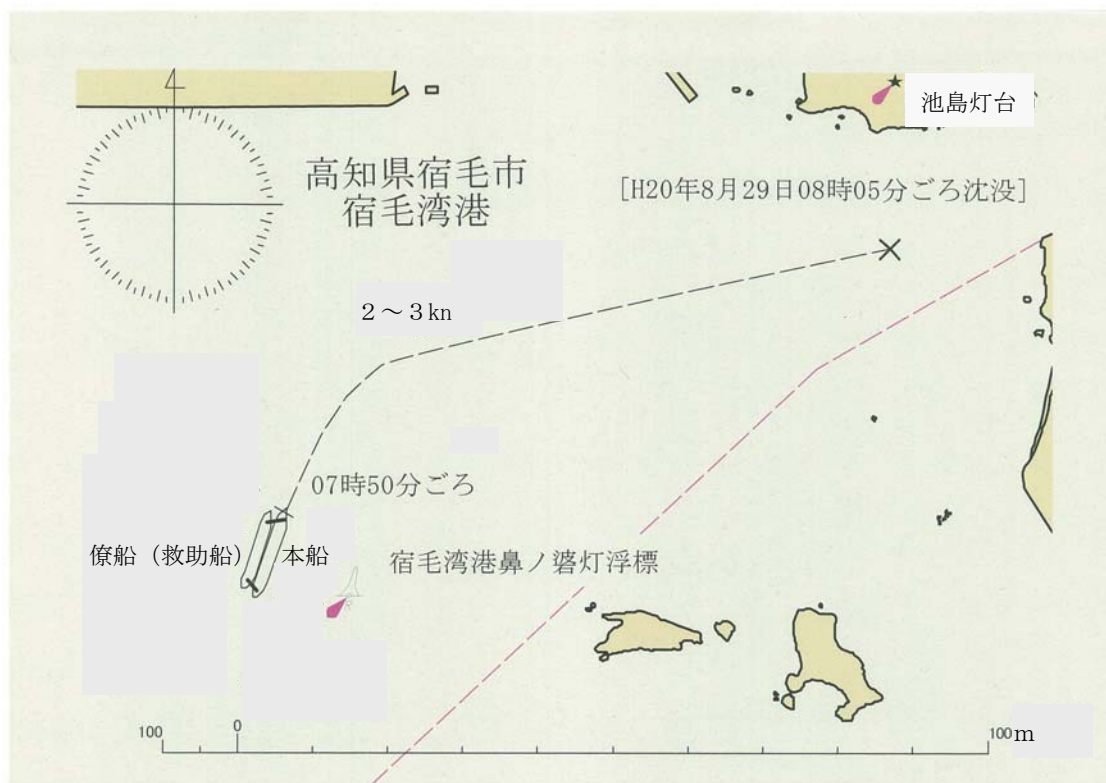 池島灯台
高知県宿毛市
宿毛湾港
[H20年8月29日08時05分ごろ沈没]
2~3kn
07時50分ごろ
僚船(救助船)
本船
宿毛湾港鼻ノ碆灯浮標
100
0
100m